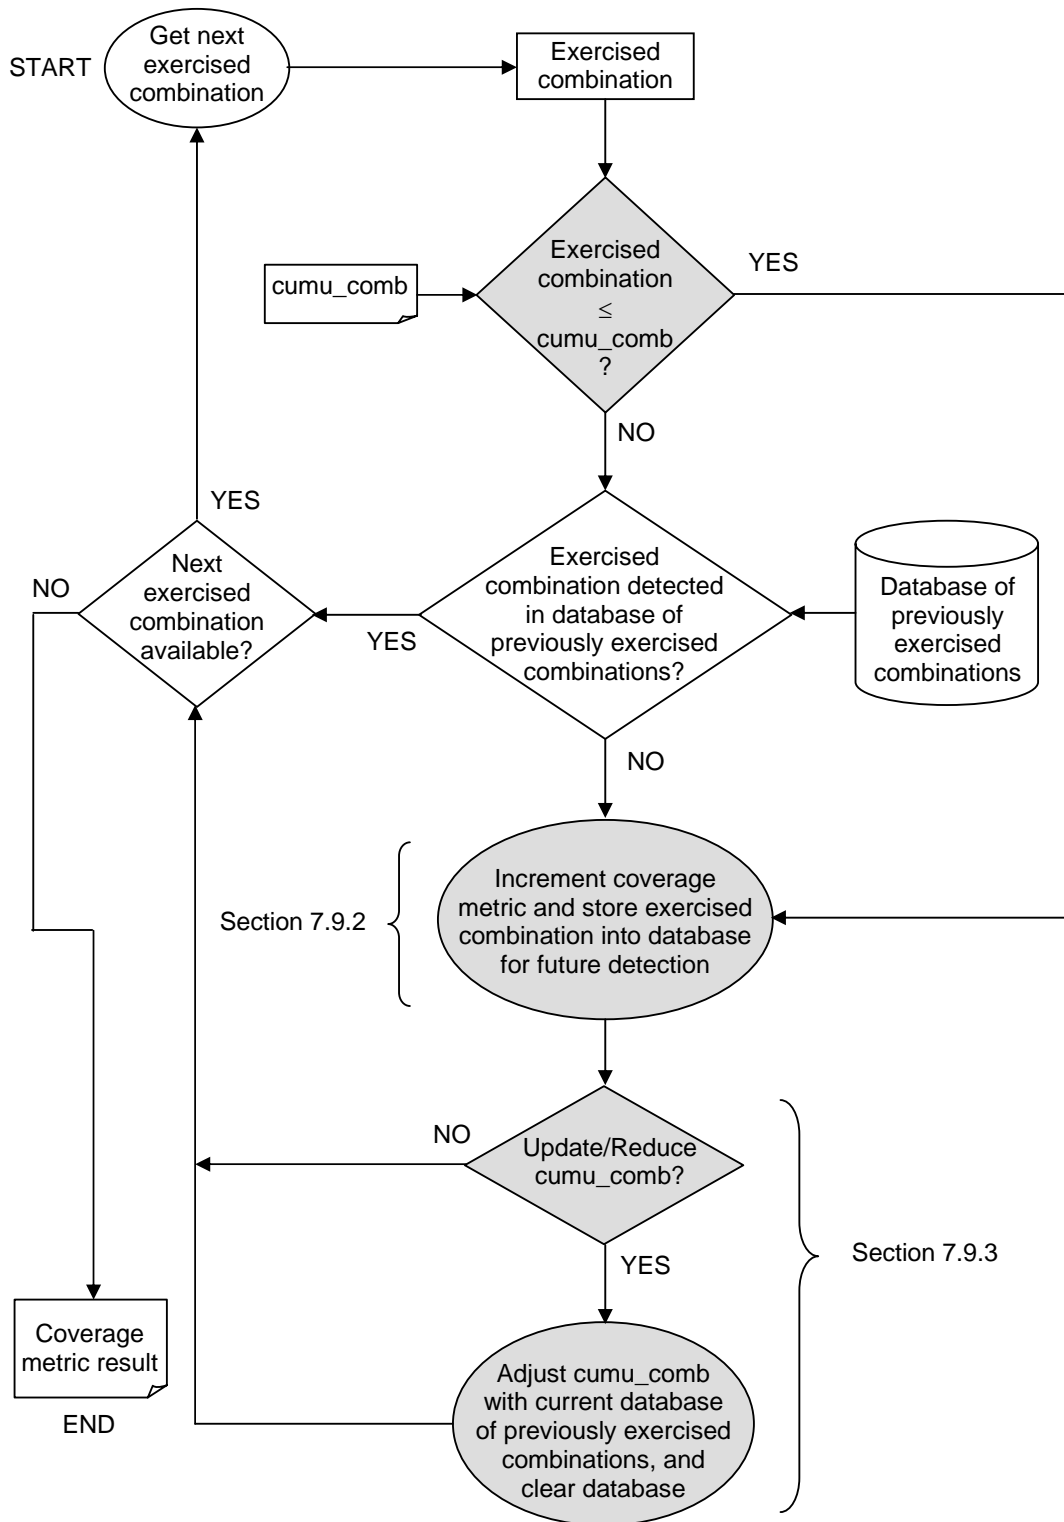 START
Get next
exercised
combination
Exercised
combination
cumu_comb
Exercised
combination
≤
cumu_comb
?
YES
NO
YES
NO
Next
exercised
combination
available?
YES
Exercised
combination detected
in database of
previously exercised
combinations?
Database of
previously
exercised
combinations
NO
Section 7.9.2
Increment coverage
metric and store exercised
combination into database
for future detection
NO
Update/Reduce
cumu_comb?
YES
Section 7.9.3
Coverage
metric result
END
Adjust cumu_comb
with current database
of previously exercised
combinations, and
clear database